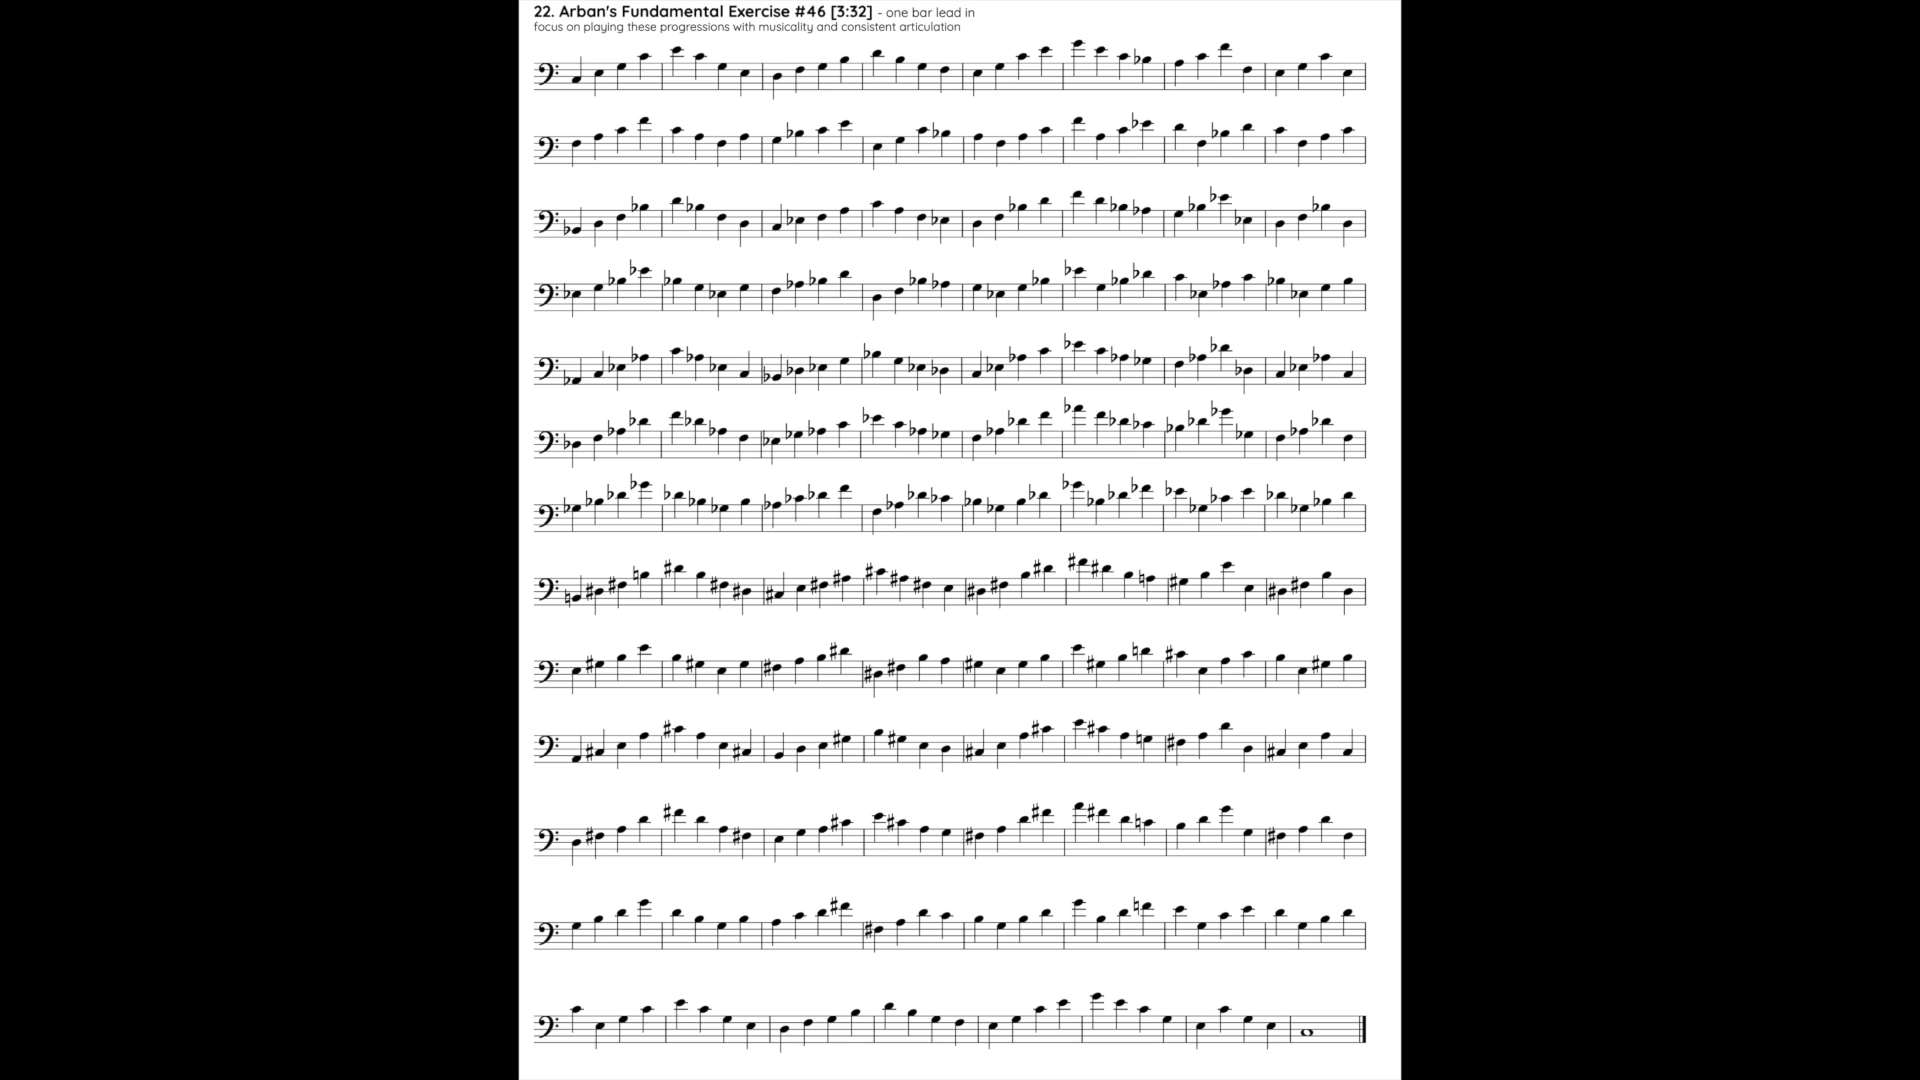 22. Arban's Fundamental Exercise #46 [3:32] - one bar lead in
focus on playing these progressions with musicality and consistent articulation